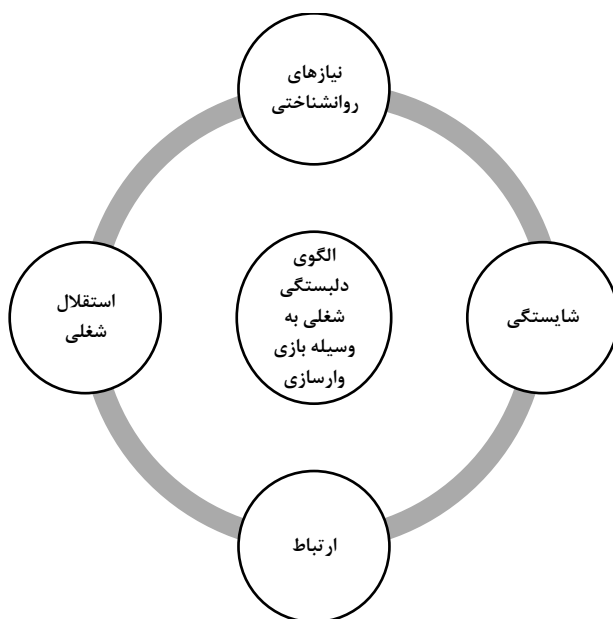 نیازهای
روانشناختی
الگوی
دلبستگی
شغلی به
وسیله بازی
وارسازی
شایستگی
استقلال
شغلی
ارتباط